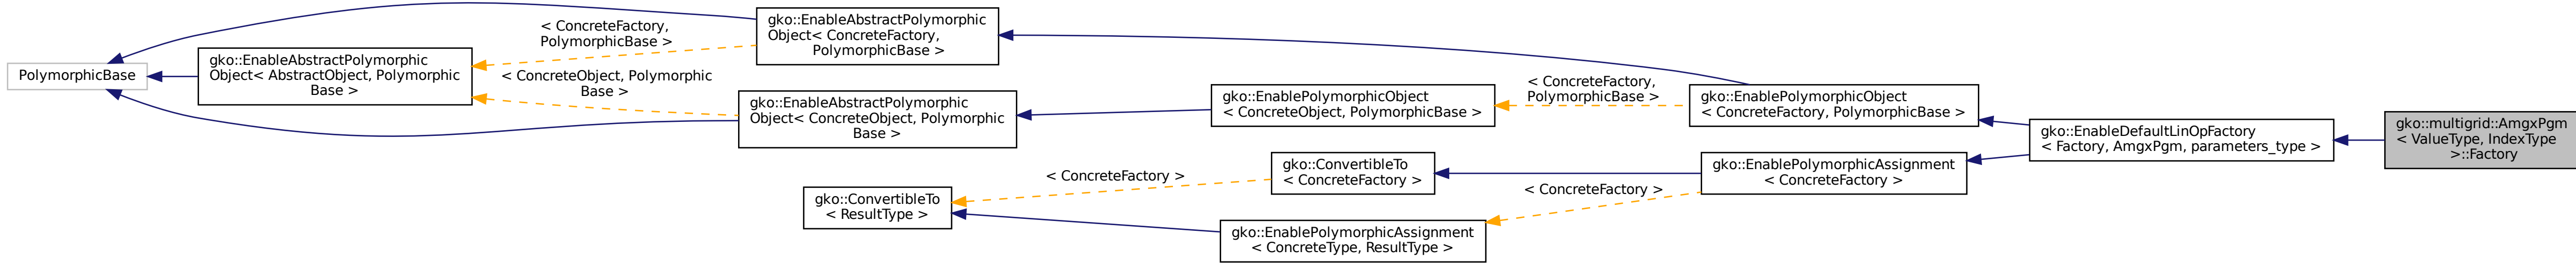 PolymorphicBase
gko::EnableAbstractPolymorphic
Object< AbstractObject, Polymorphic
Base >
< ConcreteFactory,
PolymorphicBase >
< ConcreteObject, Polymorphic
Base >
gko::EnableAbstractPolymorphic
Object< ConcreteFactory,
PolymorphicBase >
gko::EnableAbstractPolymorphic
Object< ConcreteObject, Polymorphic
Base >
gko::ConvertibleTo
< ResultType >
< ConcreteFactory >
gko::EnablePolymorphicObject
< ConcreteObject, PolymorphicBase >
gko::ConvertibleTo
< ConcreteFactory >
gko::EnablePolymorphicAssignment
< ConcreteType, ResultType >
< ConcreteFactory,
PolymorphicBase >
< ConcreteFactory >
gko::EnablePolymorphicObject
< ConcreteFactory, PolymorphicBase >
gko::EnablePolymorphicAssignment
< ConcreteFactory >
gko::EnableDefaultLinOpFactory
< Factory, AmgxPgm, parameters_type >
gko::multigrid::AmgxPgm
< ValueType, IndexType
>::Factory